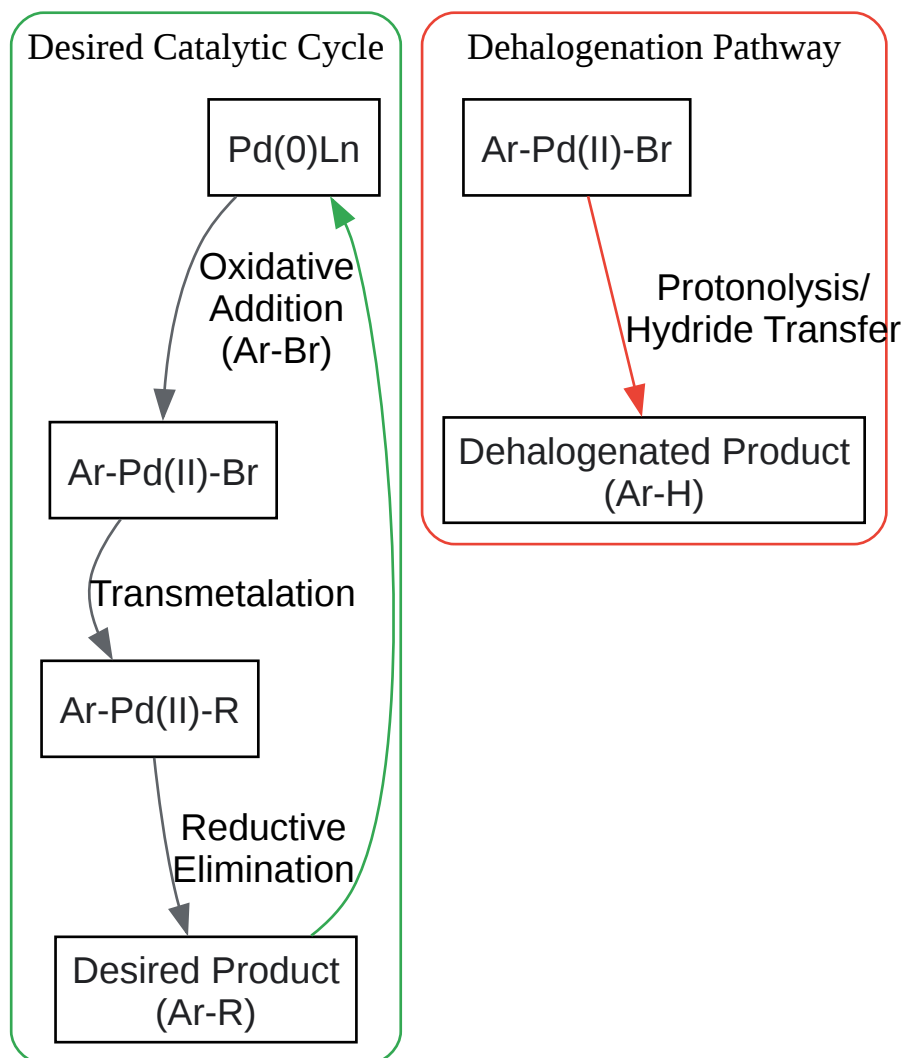 Desired Catalytic Cycle
Pd(0)Ln
Oxidative
Addition
(Ar-Br)
Ar-Pd(II)-Br
Transmetalation
Ar-Pd(II)-R
Reductive
Elimination
Desired Product
(Ar-R)
Dehalogenation Pathway
Ar-Pd(II)-Br
Protonolysis/
Hydride Transfer
Dehalogenated Product
(Ar-H)